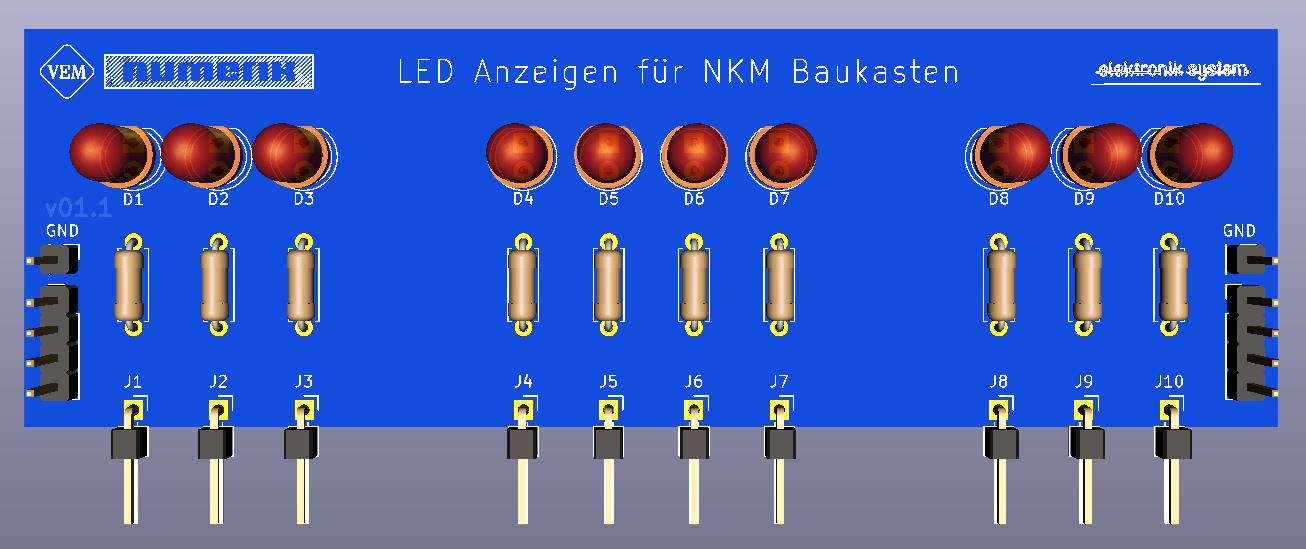 VEM numerik
LED Anzeigen für NKM Baukasten
elektronik system
D1 D2 D3 D4 D5 D6 D7 D8 D9 D10
v01.1
GND GND
J1 J2 J3 J4 J5 J6 J7 J8 J9 J10